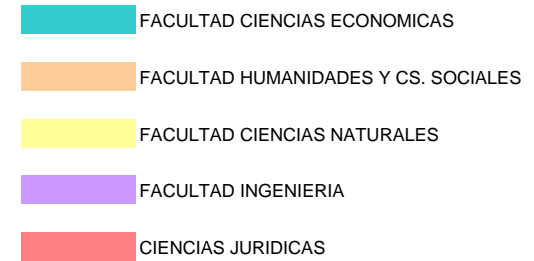 FACULTAD CIENCIAS ECONOMICAS
FACULTAD HUMANIDADES Y CS. SOCIALES
FACULTAD CIENCIAS NATURALES
FACULTAD INGENIERIA
CIENCIAS JURIDICAS